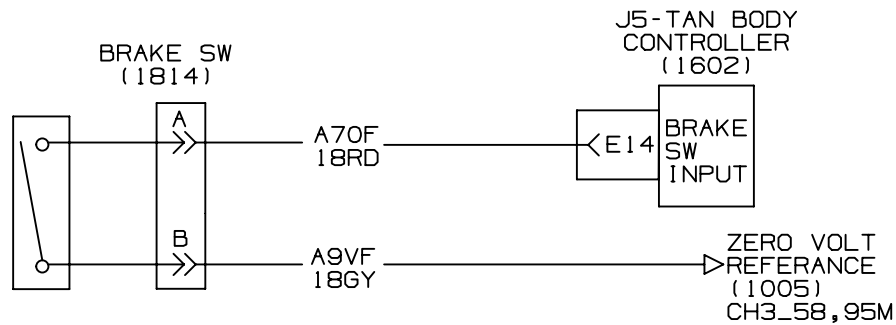 J5-TAN BODY
CONTROLLER
(1602)
BRAKE SW
(1814)
A
A70F
18RD
E14
BRAKE
SW
INPUT
B
A9VF
18GY
ZERO VOLT
REFERANCE
(1005)
CH3_58,95M